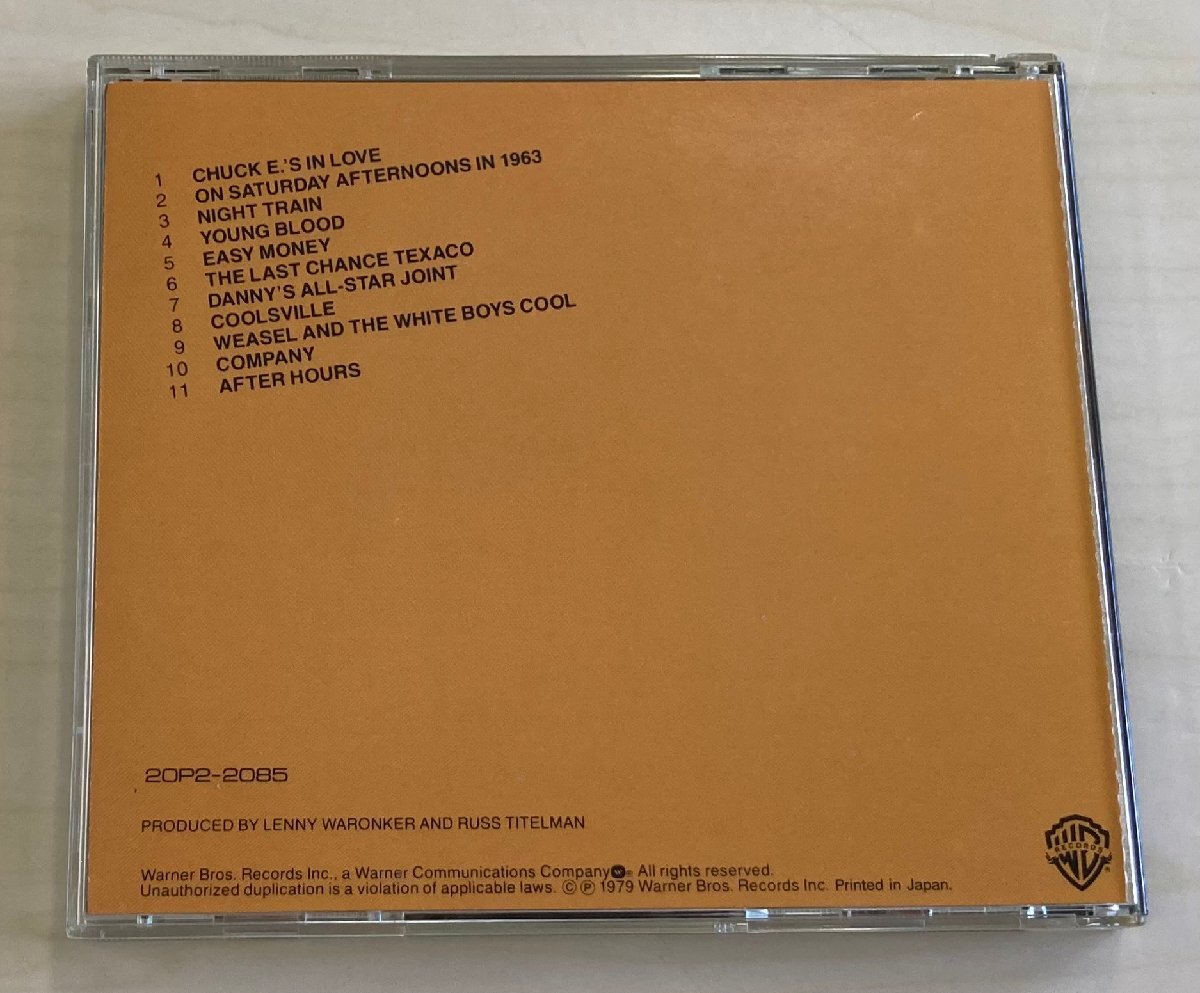 1 CHUCK E.'S IN LOVE
2 ON SATURDAY AFTERNOONS IN 1963
3 NIGHT TRAIN
4 YOUNG BLOOD
5 EASY MONEY
6 THE LAST CHANCE TEXACO
7 DANNY'S ALL-STAR JOINT
8 COOLSVILLE
9 WEASEL AND THE WHITE BOYS COOL
10 COMPANY
11 AFTER HOURS
20P2-2085
PRODUCED BY LENNY WARONKER AND RUSS TITELMAN
Warner Bros. Records Inc., a Warner Communications Company All rights reserved.
Unauthorized duplication is a violation of applicable laws. © ℗ 1979 Warner Bros. Records Inc. Printed in Japan.
RECORDS